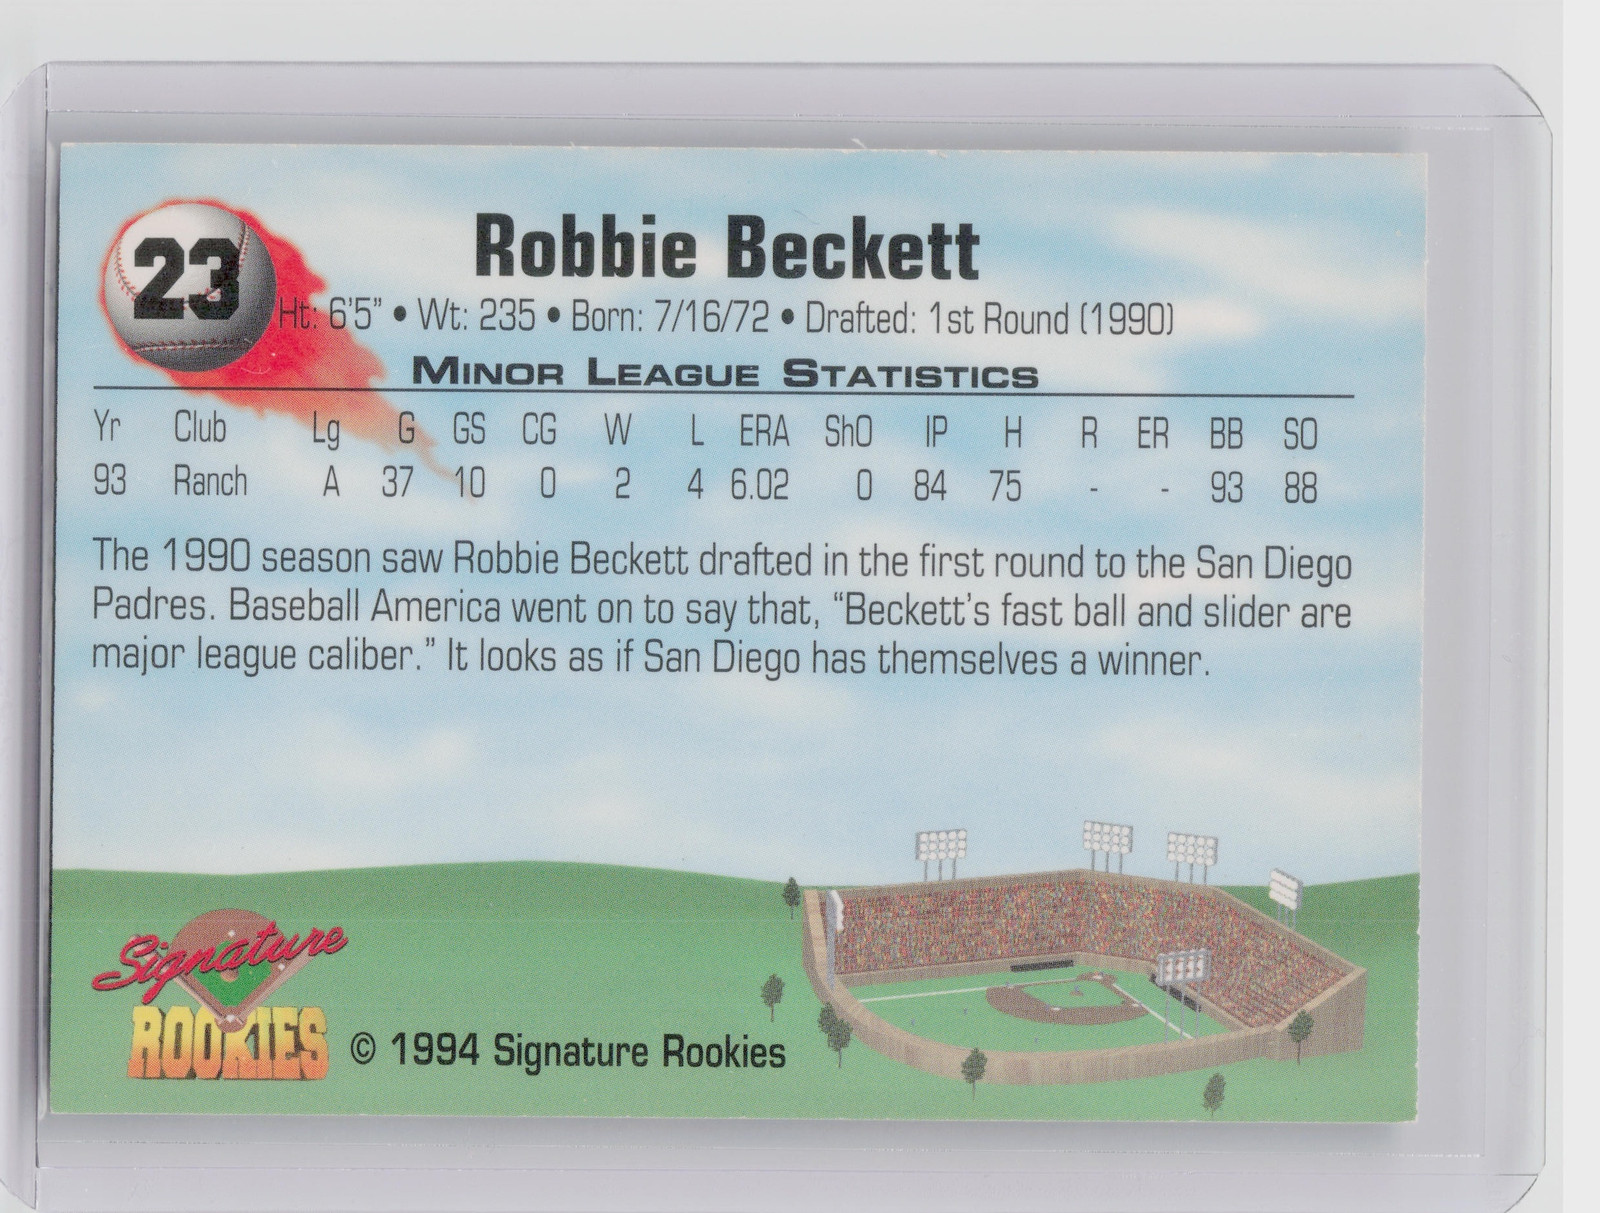 23
Robbie Beckett
Ht: 6'5" • Wt: 235 • Born: 7/16/72 • Drafted: 1st Round (1990)
MINOR LEAGUE STATISTICS
Yr Club Lg G GS CG W L ERA ShO IP H R ER BB SO
93 Ranch A 37 10 0 2 4 6.02 0 84 75 - - 93 88
The 1990 season saw Robbie Beckett drafted in the first round to the San Diego
Padres. Baseball America went on to say that, “Beckett's fast ball and slider are
major league caliber.” It looks as if San Diego has themselves a winner.
Signature
ROOKIES
© 1994 Signature Rookies